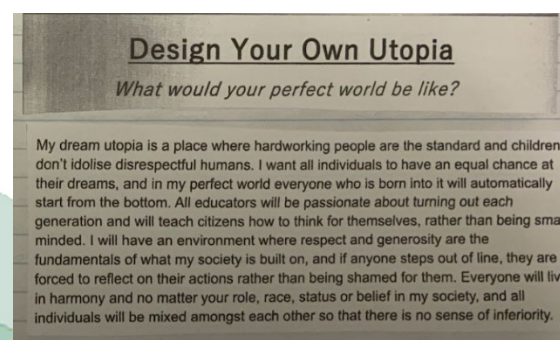 Design Your Own Utopia
What would your perfect world be like?
My dream utopia is a place where hardworking people are the standard and children
don't idolise disrespectful humans. I want all individuals to have an equal chance at
their dreams, and in my perfect world everyone who is born into it will automatically
start from the bottom. All educators will be passionate about turning out each
generation and will teach citizens how to think for themselves, rather than being sma
minded. I will have an environment where respect and generosity are the
fundamentals of what my society is built on, and if anyone steps out of line, they are
forced to reflect on their actions rather than being shamed for them. Everyone will liv
in harmony and no matter your role, race, status or belief in my society, and all
individuals will be mixed amongst each other so that there is no sense of inferiority.